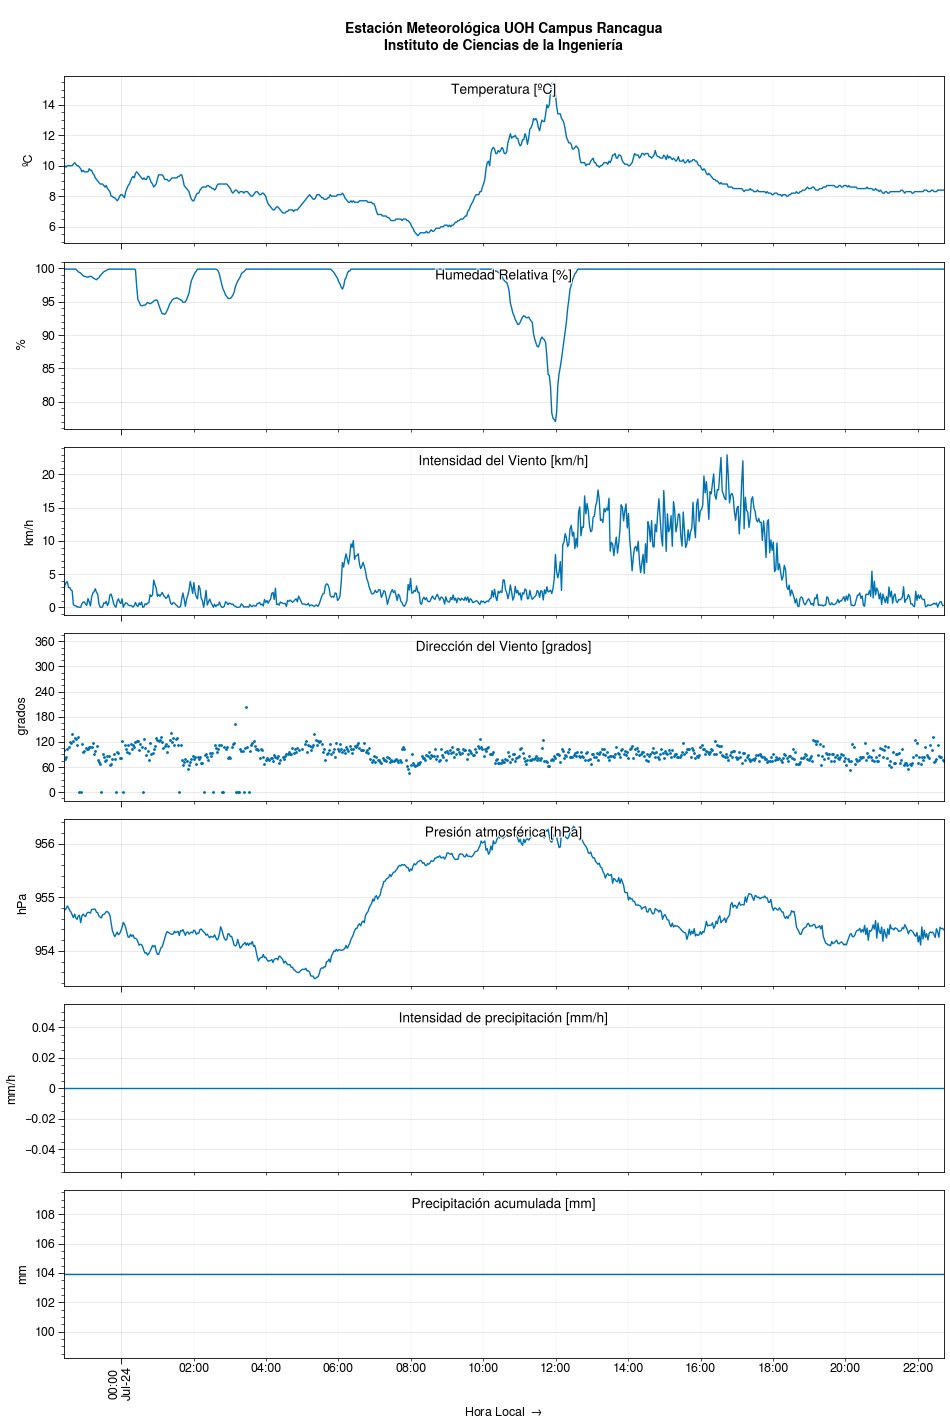 Estación Meteorológica UOH Campus Rancagua
Instituto de Ciencias de la Ingeniería
Temperatura [ºC]
14
12
10
8
6
ºC
Humedad Relativa [%]
100
95
90
85
80
%
Intensidad del Viento [km/h]
20
15
10
5
0
km/h
Dirección del Viento [grados]
360
300
240
180
120
60
0
grados
Presión atmosférica [hPa]
956
955
954
hPa
Intensidad de precipitación [mm/h]
0.04
0.02
0
−0.02
−0.04
mm/h
Precipitación acumulada [mm]
108
106
104
102
100
mm
00:00
Jul-24
02:00
04:00
06:00
08:00
10:00
12:00
14:00
16:00
18:00
20:00
22:00
Hora Local →